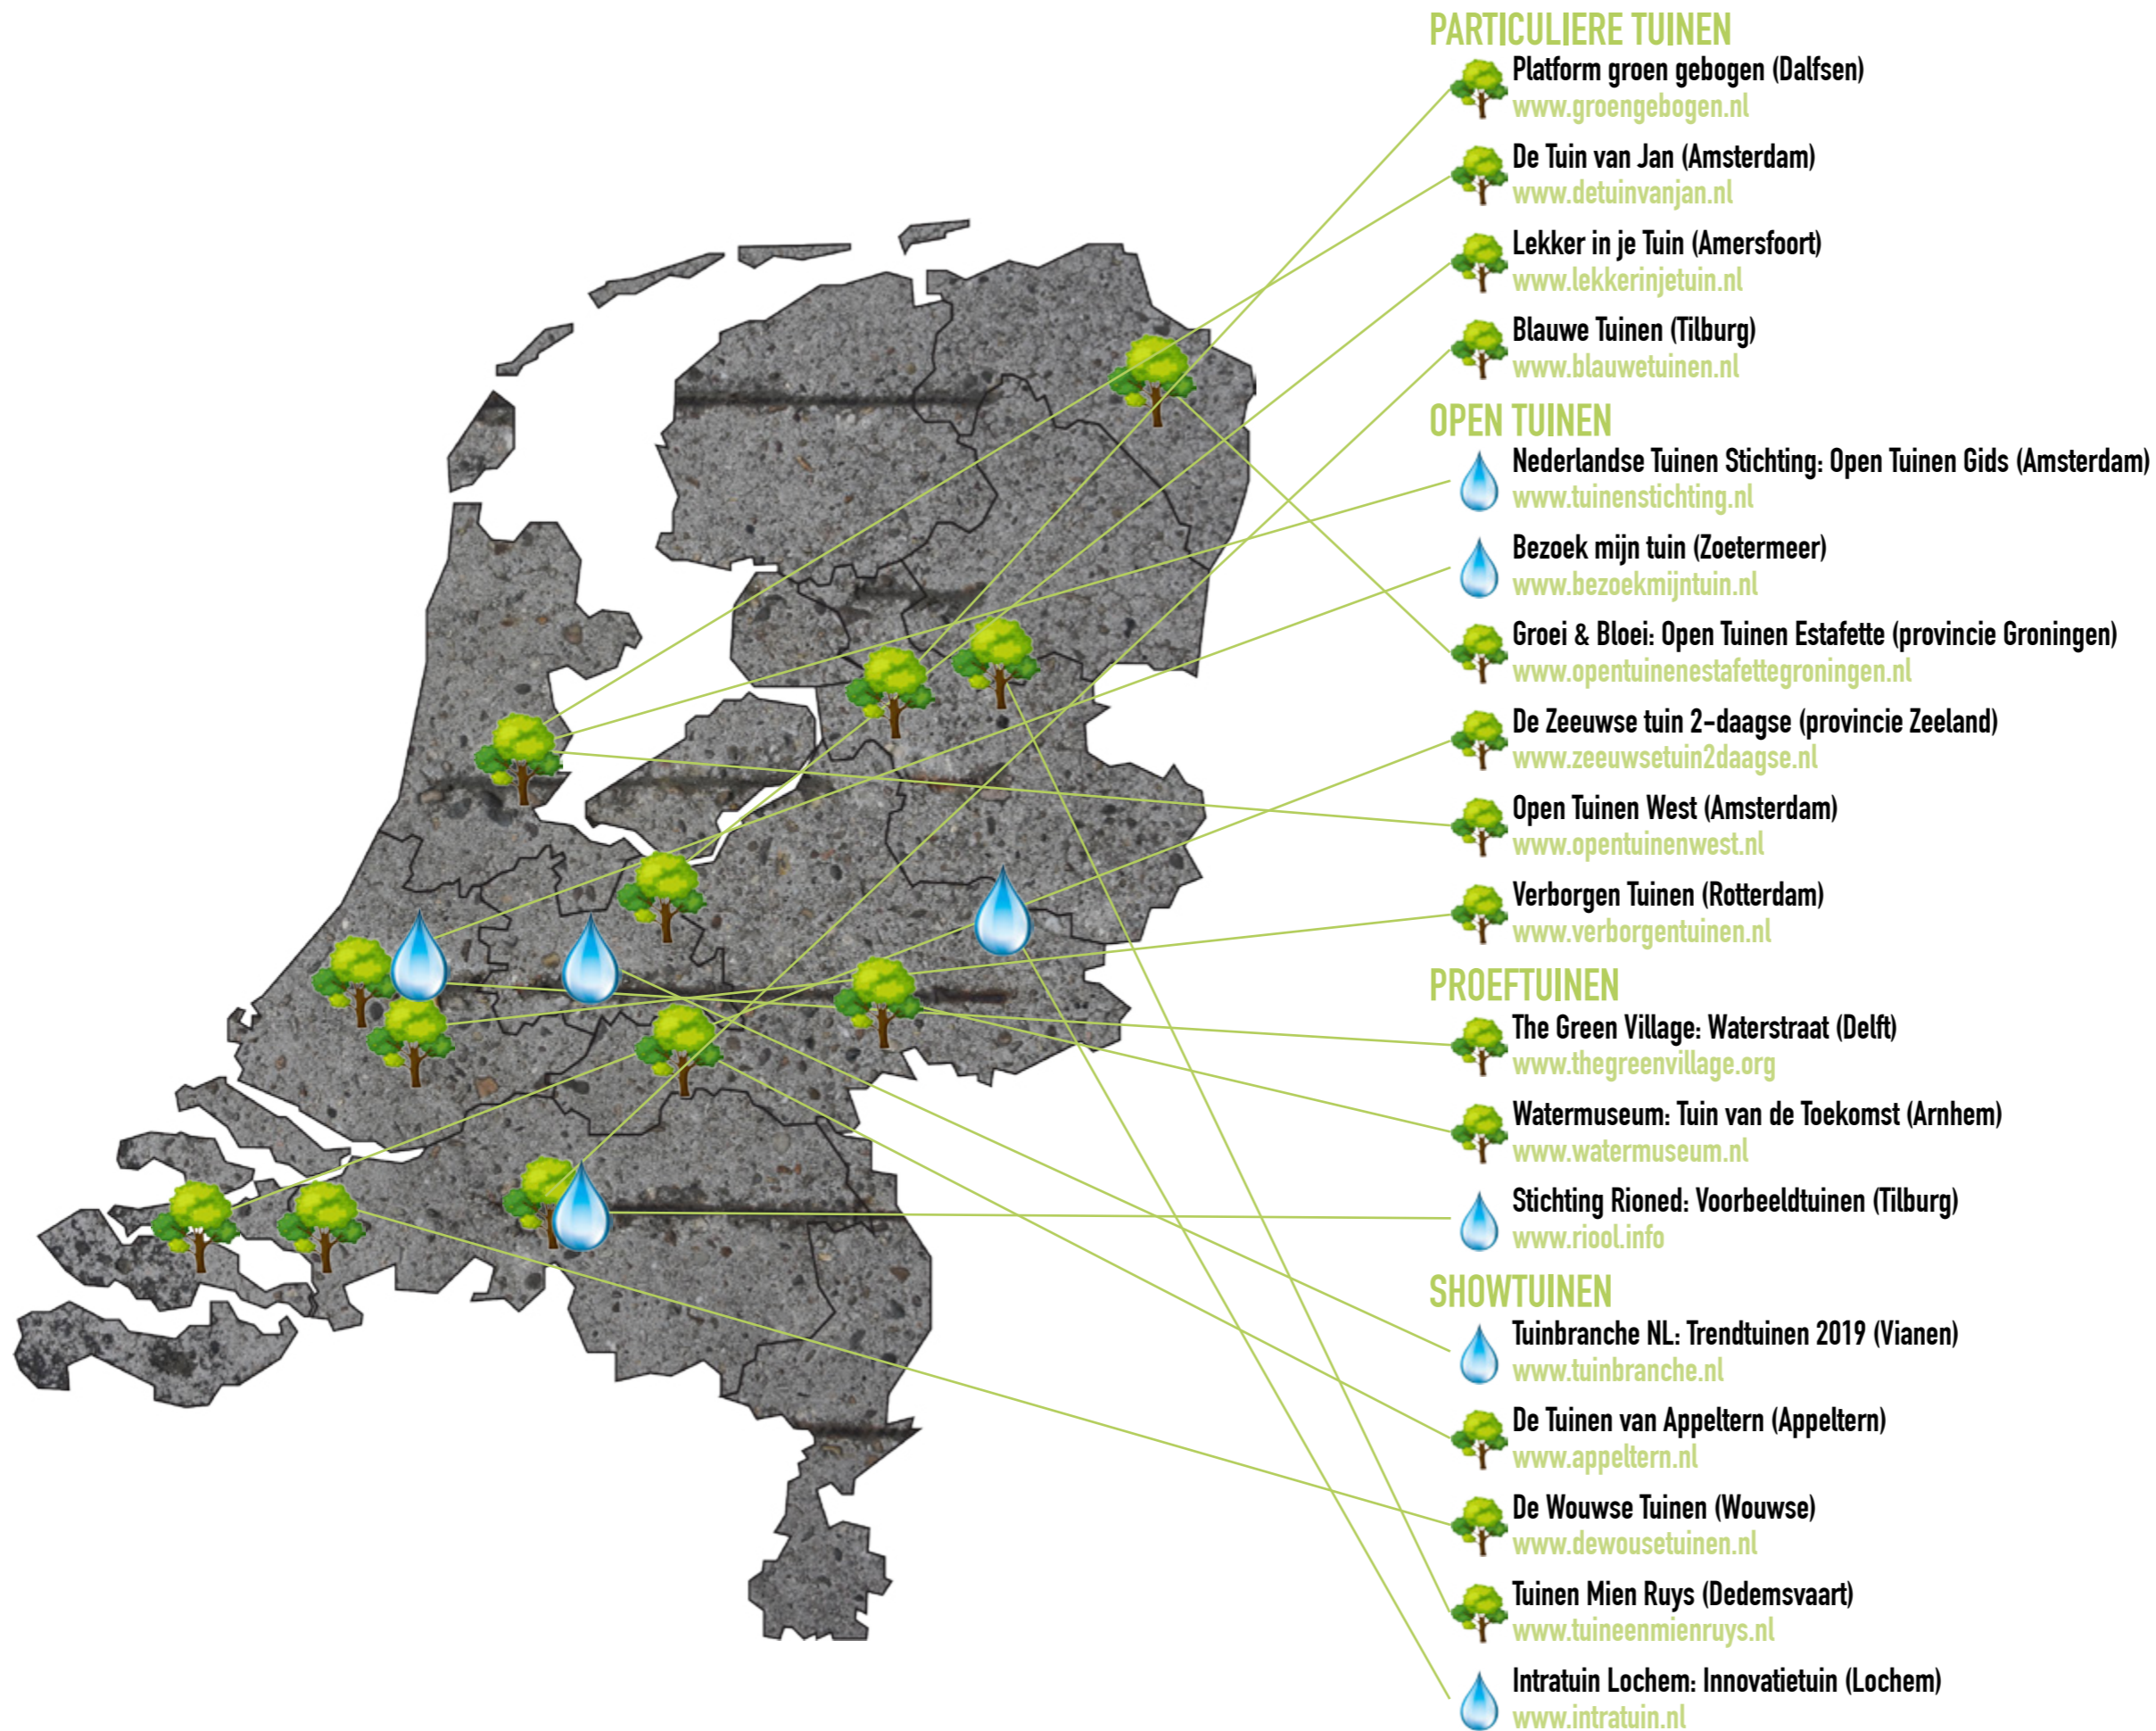 PARTICULIERE TUINEN
Platform groen gebogen (Dalfsen)
www.groengebogen.nl
De Tuin van Jan (Amsterdam)
www.detuinvanjan.nl
Lekker in je Tuin (Amersfoort)
www.lekkerinjetuin.nl
Blauwe Tuinen (Tilburg)
www.blauwetuinen.nl
OPEN TUINEN
Nederlandse Tuinen Stichting: Open Tuinen Gids (Amsterdam)
www.tuinenstichting.nl
Bezoek mijn tuin (Zoetermeer)
www.bezoekmijntuin.nl
Groei & Bloei: Open Tuinen Estafette (provincie Groningen)
www.opentuinenestafettegroningen.nl
De Zeeuwse tuin 2-daagse (provincie Zeeland)
www.zeeuwsetuin2daagse.nl
Open Tuinen West (Amsterdam)
www.opentuinenwest.nl
Verborgen Tuinen (Rotterdam)
www.verborgentuinen.nl
PROEFTUINEN
The Green Village: Waterstraat (Delft)
www.thegreenvillage.org
Watermuseum: Tuin van de Toekomst (Arnhem)
www.watermuseum.nl
Stichting Rioned: Voorbeeldtuinen (Tilburg)
www.riool.info
SHOWTUINEN
Tuinbranche NL: Trendtuinen 2019 (Vianen)
www.tuinbranche.nl
De Tuinen van Appeltern (Appeltern)
www.appeltern.nl
De Wouwse Tuinen (Wouwse)
www.dewousetuinen.nl
Tuinen Mien Ruys (Dedemsvaart)
www.tuineenmienruys.nl
Intratuin Lochem: Innovatietuin (Lochem)
www.intratuin.nl